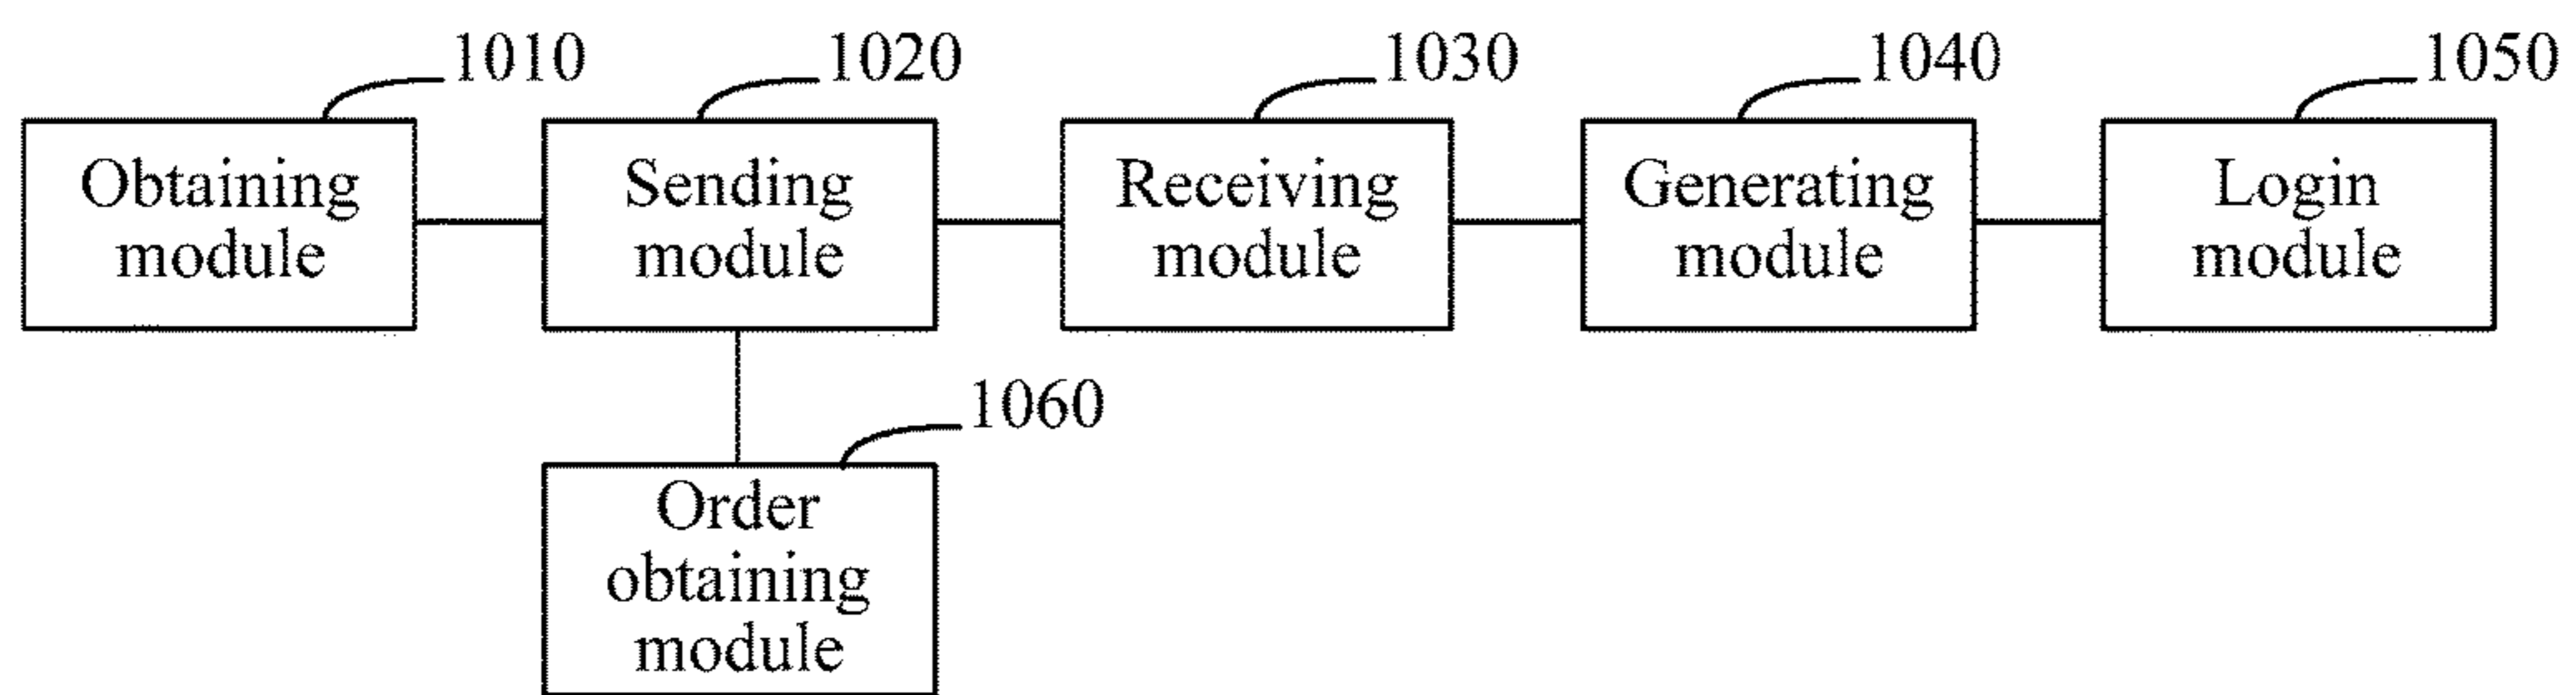 1010
1020
1030
1040
1050
Obtaining
module
Sending
module
Receiving
module
Generating
module
Login
module
1060
Order
obtaining
module